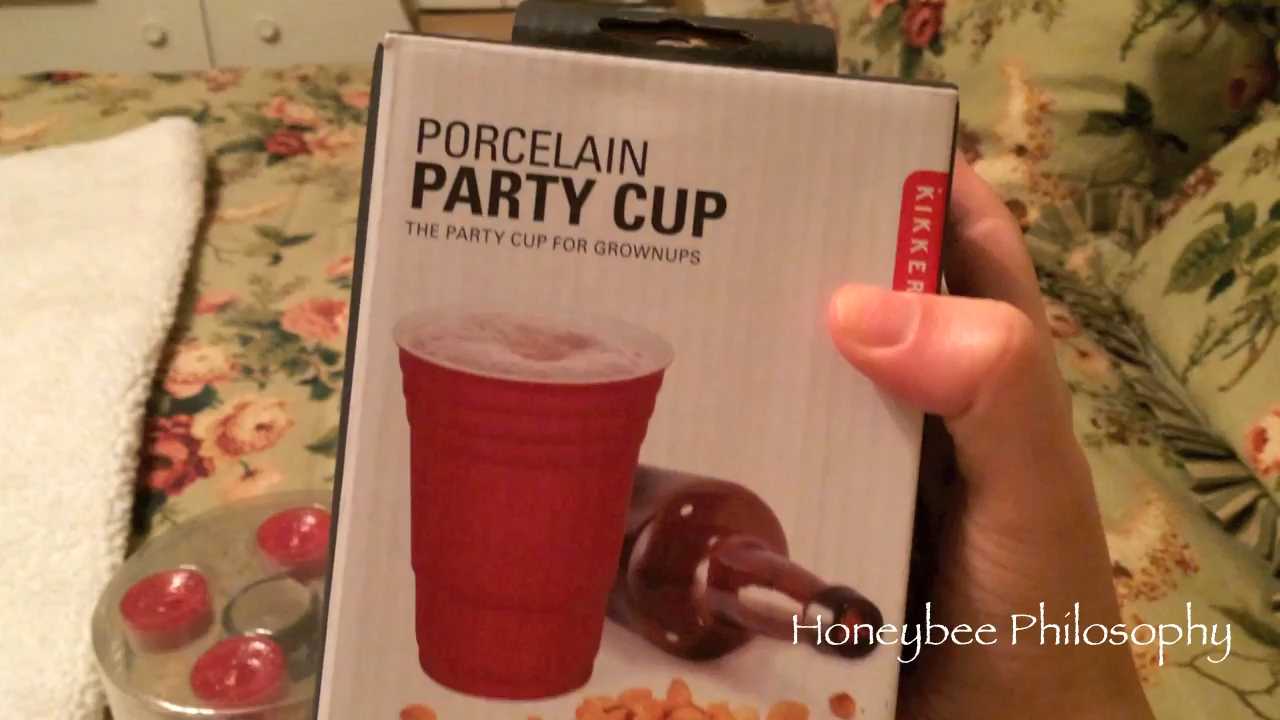 PORCELAIN
PARTY CUP
THE PARTY CUP FOR GROWNUPS
KIKKER
Honeybee Philosophy